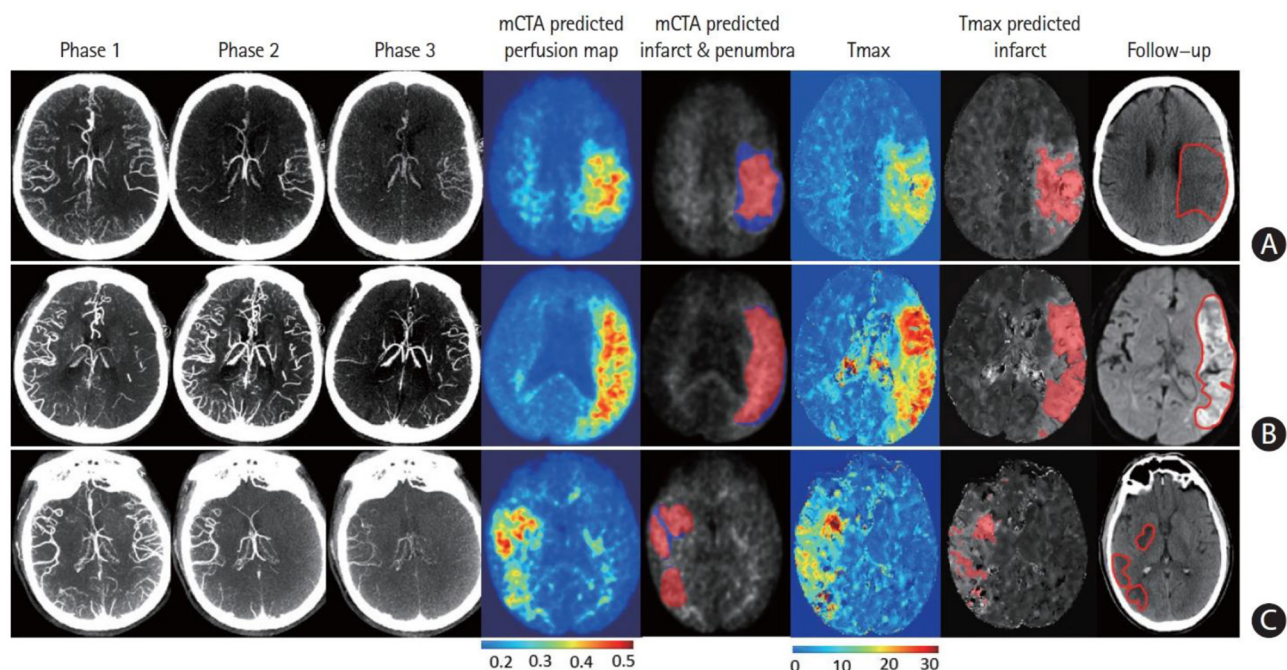 Phase 1
Phase 2
Phase 3
mCTA predicted
perfusion map
mCTA predicted
infarct & penumbra
Tmax
Tmax predicted
infarct
Follow–up
A
B
C
0.2 0.3 0.4 0.5
0 10 20 30